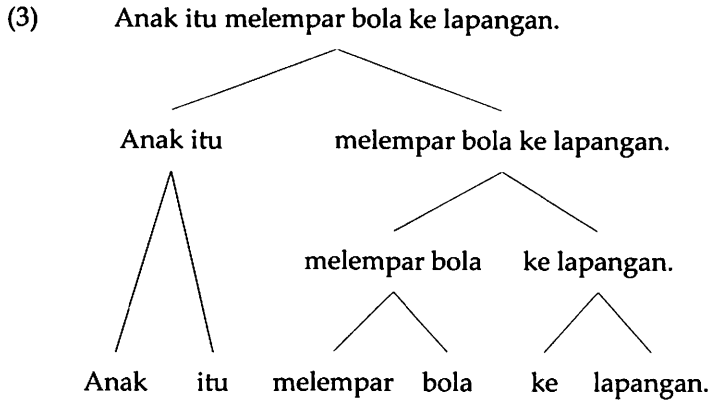 (3) Anak itu melempar bola ke lapangan.
Anak itu melempar bola ke lapangan.
melempar bola ke lapangan.
Anak itu melempar bola ke lapangan.